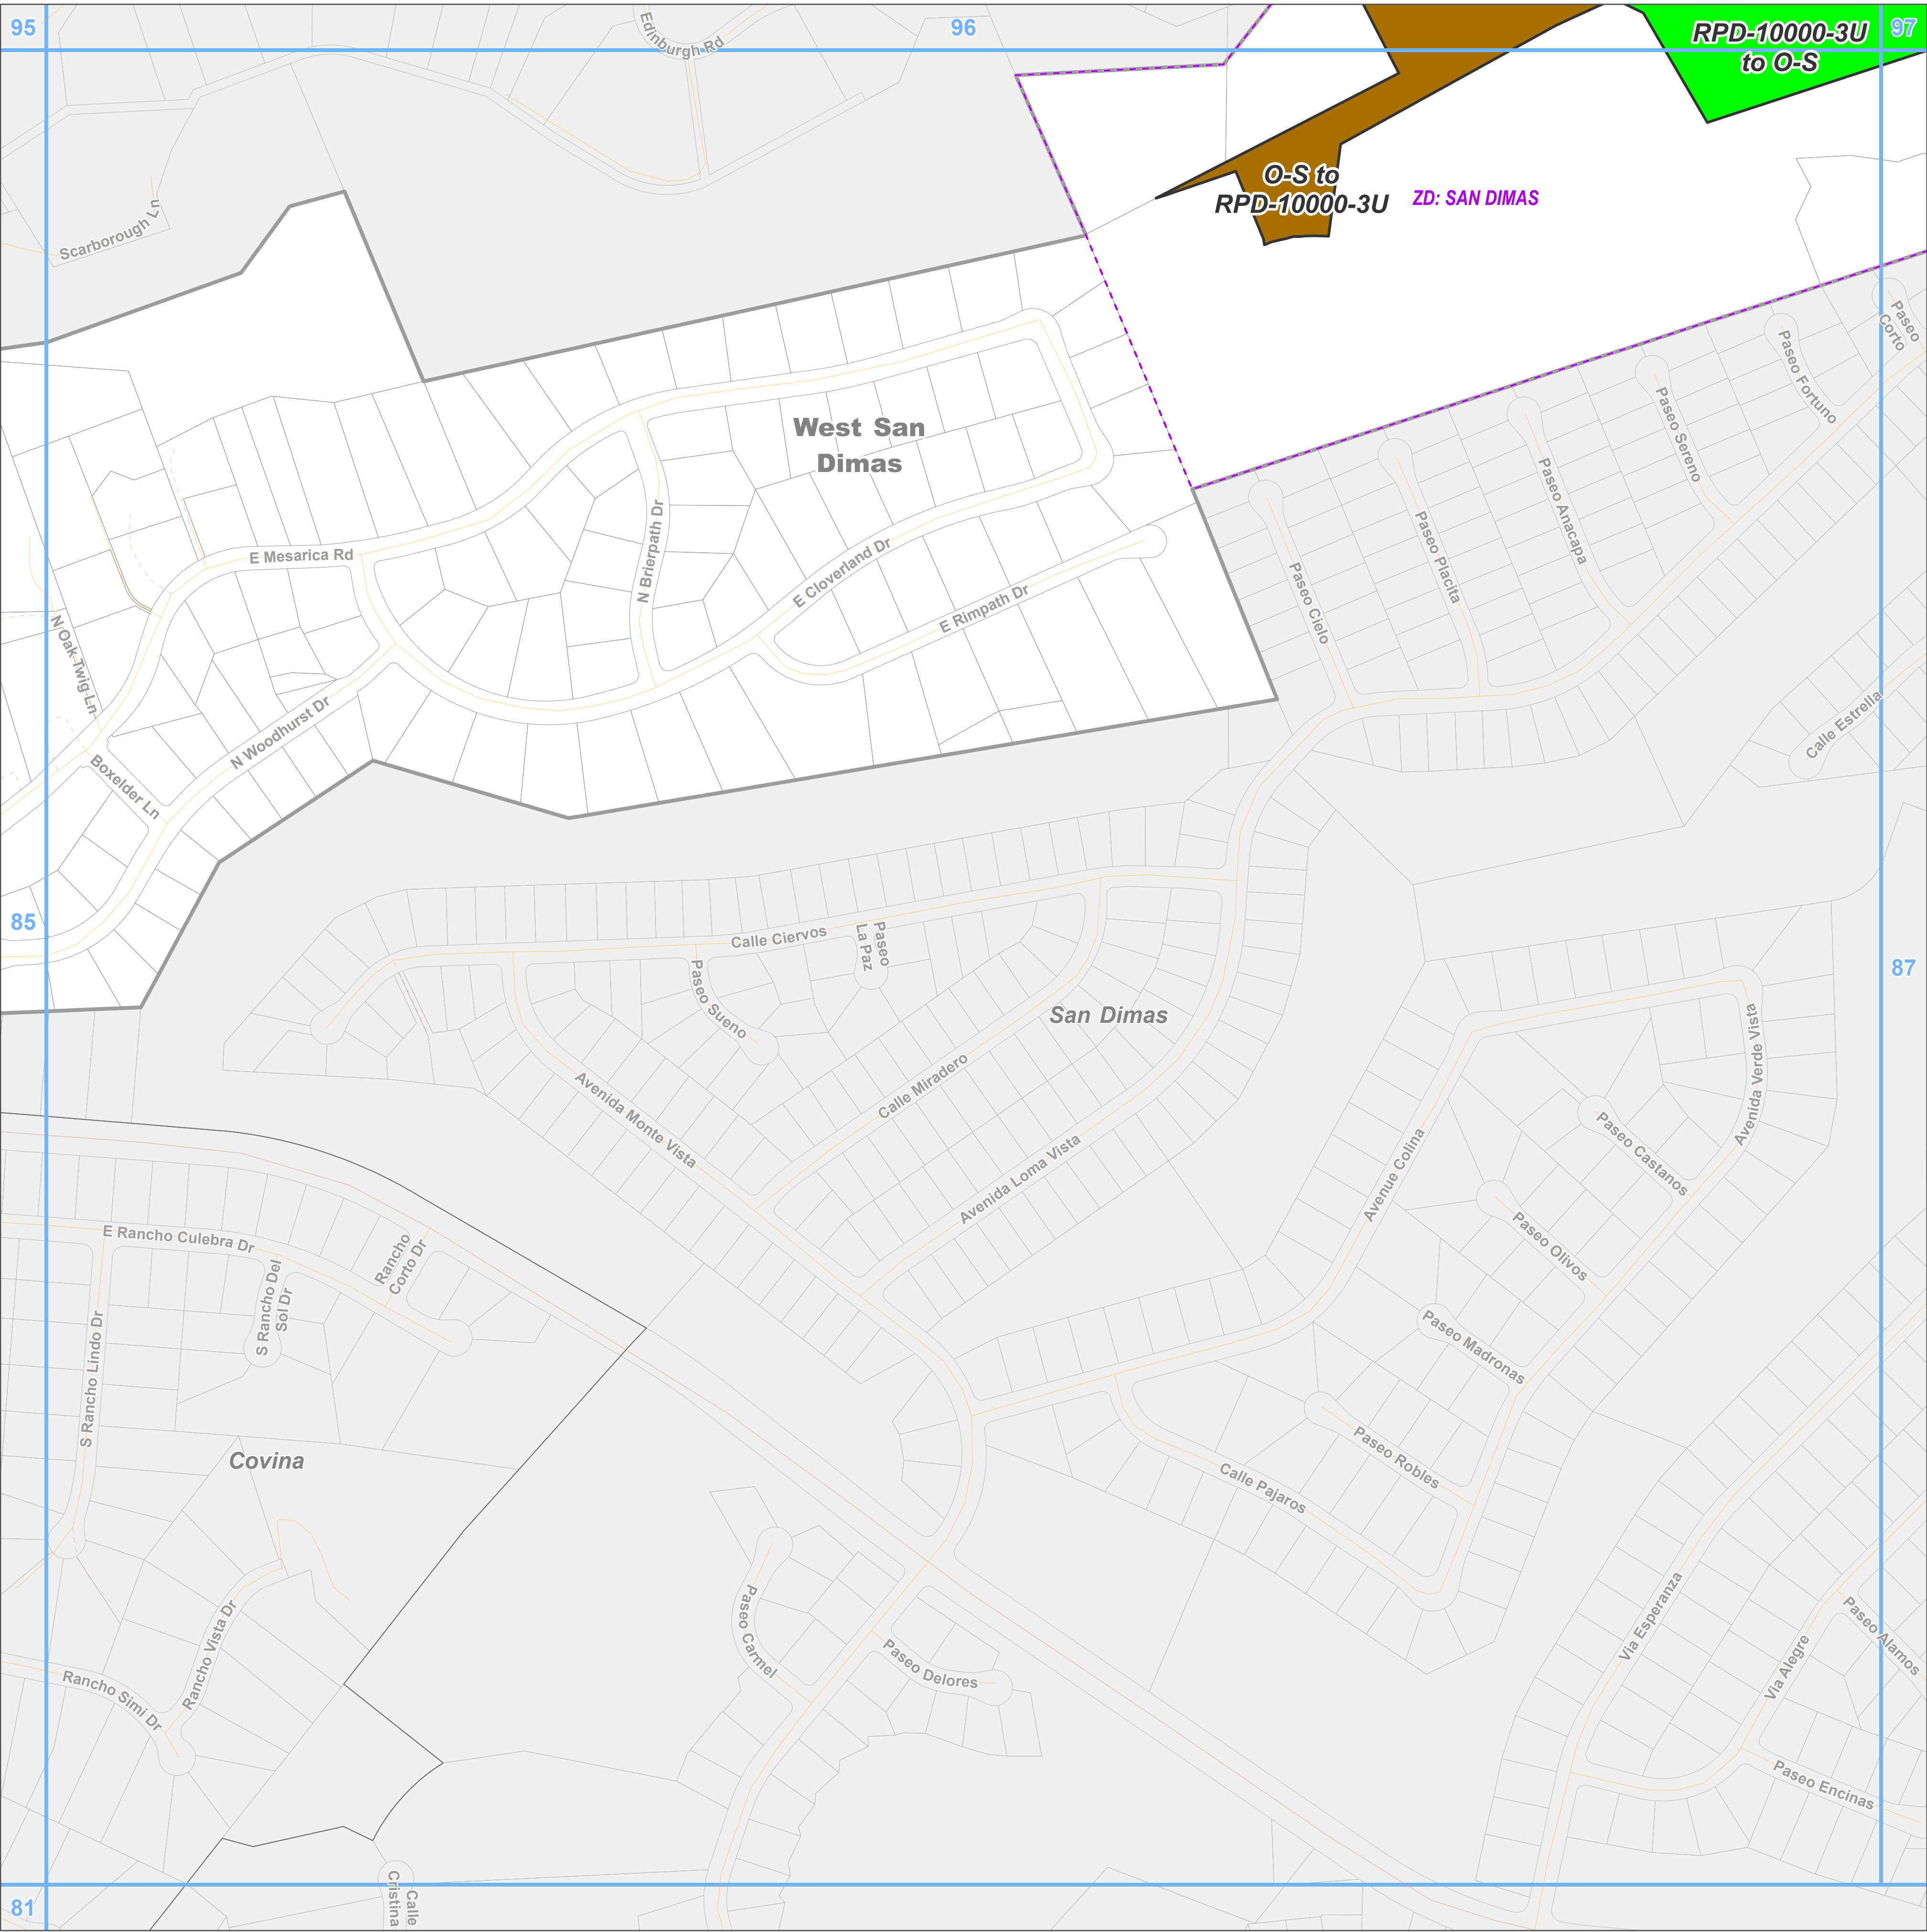 95
96
97
Edinburgh Rd
RPD-10000-3U
to O-S
O-S to
RPD-10000-3U
ZD: SAN DIMAS
Scarborough Ln
Paseo
Corto
Paseo Fortuno
Paseo Sereno
Paseo Anacapa
Paseo Placita
Paseo Cielo
West San
Dimas
N Brierpath Dr
E Mesarica Rd
E Cloverland Dr
E Rimpath Dr
N Oak Twig Ln
N Woodhurst Dr
Boxelder Ln
Calle Estrella
85
87
Calle Ciervos
Paseo
La Paz
Paseo Sueno
San Dimas
Calle Miradero
Avenida Monte Vista
Avenida Loma Vista
Avenida Verde Vista
Avenue Colina
Paseo Castanos
Paseo Olivos
Paseo Madronas
Paseo Robles
Calle Pajaros
E Rancho Culebra Dr
Rancho
Corto Dr
S Rancho Del
Sol Dr
S Rancho Lindo Dr
Covina
Rancho Vista Dr
Rancho Simi Dr
Paseo Carmel
Paseo Delores
Via Esperanza
Via Alegre
Paseo Alamos
Paseo Encinas
Calle
Cristina
81